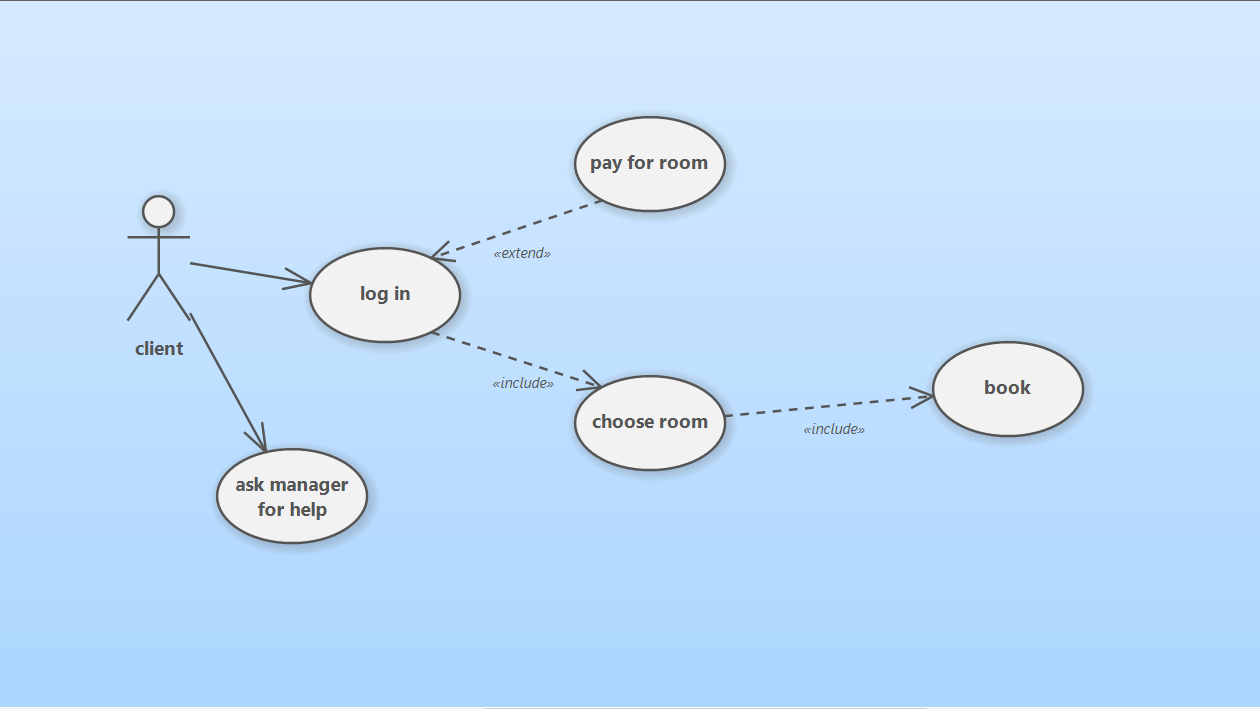 pay for room
«extend»
log in
client
«include»
book
choose room
«include»
ask manager
for help